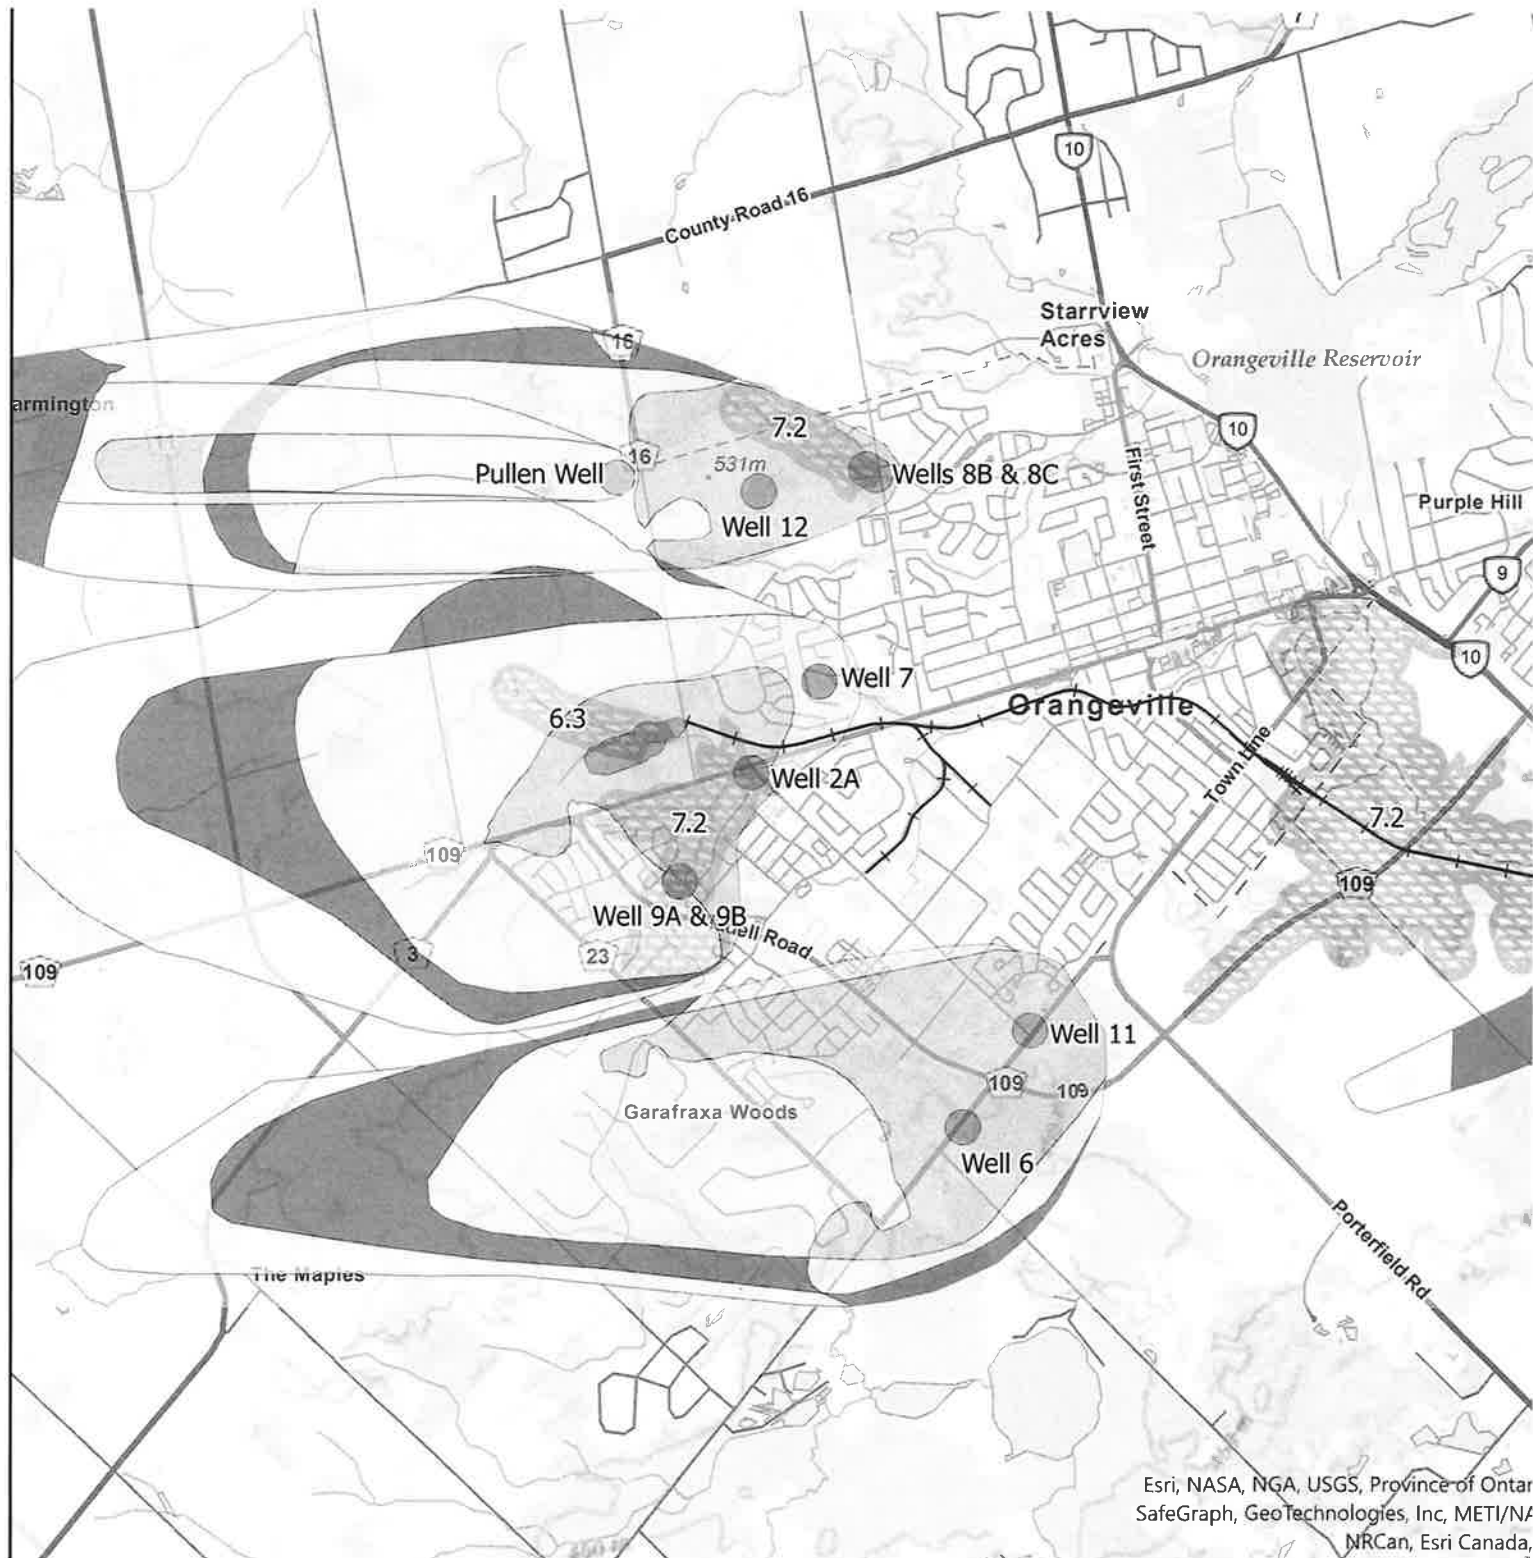 10
County Road 16
16
Starrview
Acres
Orangeville Reservoir
armington
7.2
10
16
531m
Pullen Well
Wells 8B & 8C
First Street
Purple Hill
Well 12
9
10
Well 7
6.3
Orangeville
Town Line
Well 2A
7.2
7.2
109
109
Well 9A & 9B
uell Road
3
23
109
Well 11
109
109
Garafraxa Woods
Well 6
Porterfield Rd
The Maples
Esri, NASA, NGA, USGS, Province of Ontar
SafeGraph, GeoTechnologies, Inc, METI/NA
NRCan, Esri Canada,